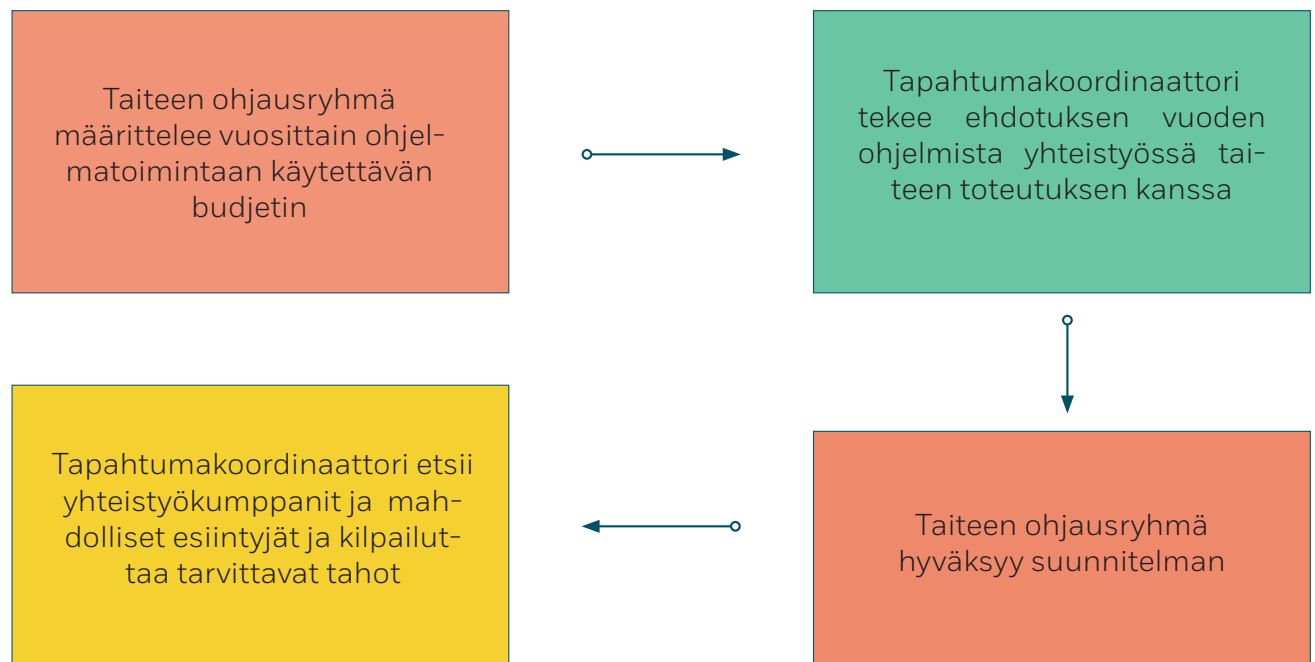 Taiteen ohjausryhmä
määrittelee vuosittain ohjel-
matoimintaan käytettävän
budjetin
Tapahtumakoordinaattori
tekee ehdotuksen vuoden
ohjelmista yhteistyössä tai-
teen toteutuksen kanssa
Taiteen ohjausryhmä
hyväksyy suunnitelman
Tapahtumakoordinaattori etsii
yhteistyökumppanit ja mah-
dolliset esiintyjät ja kilpailut-
taa tarvittavat tahot